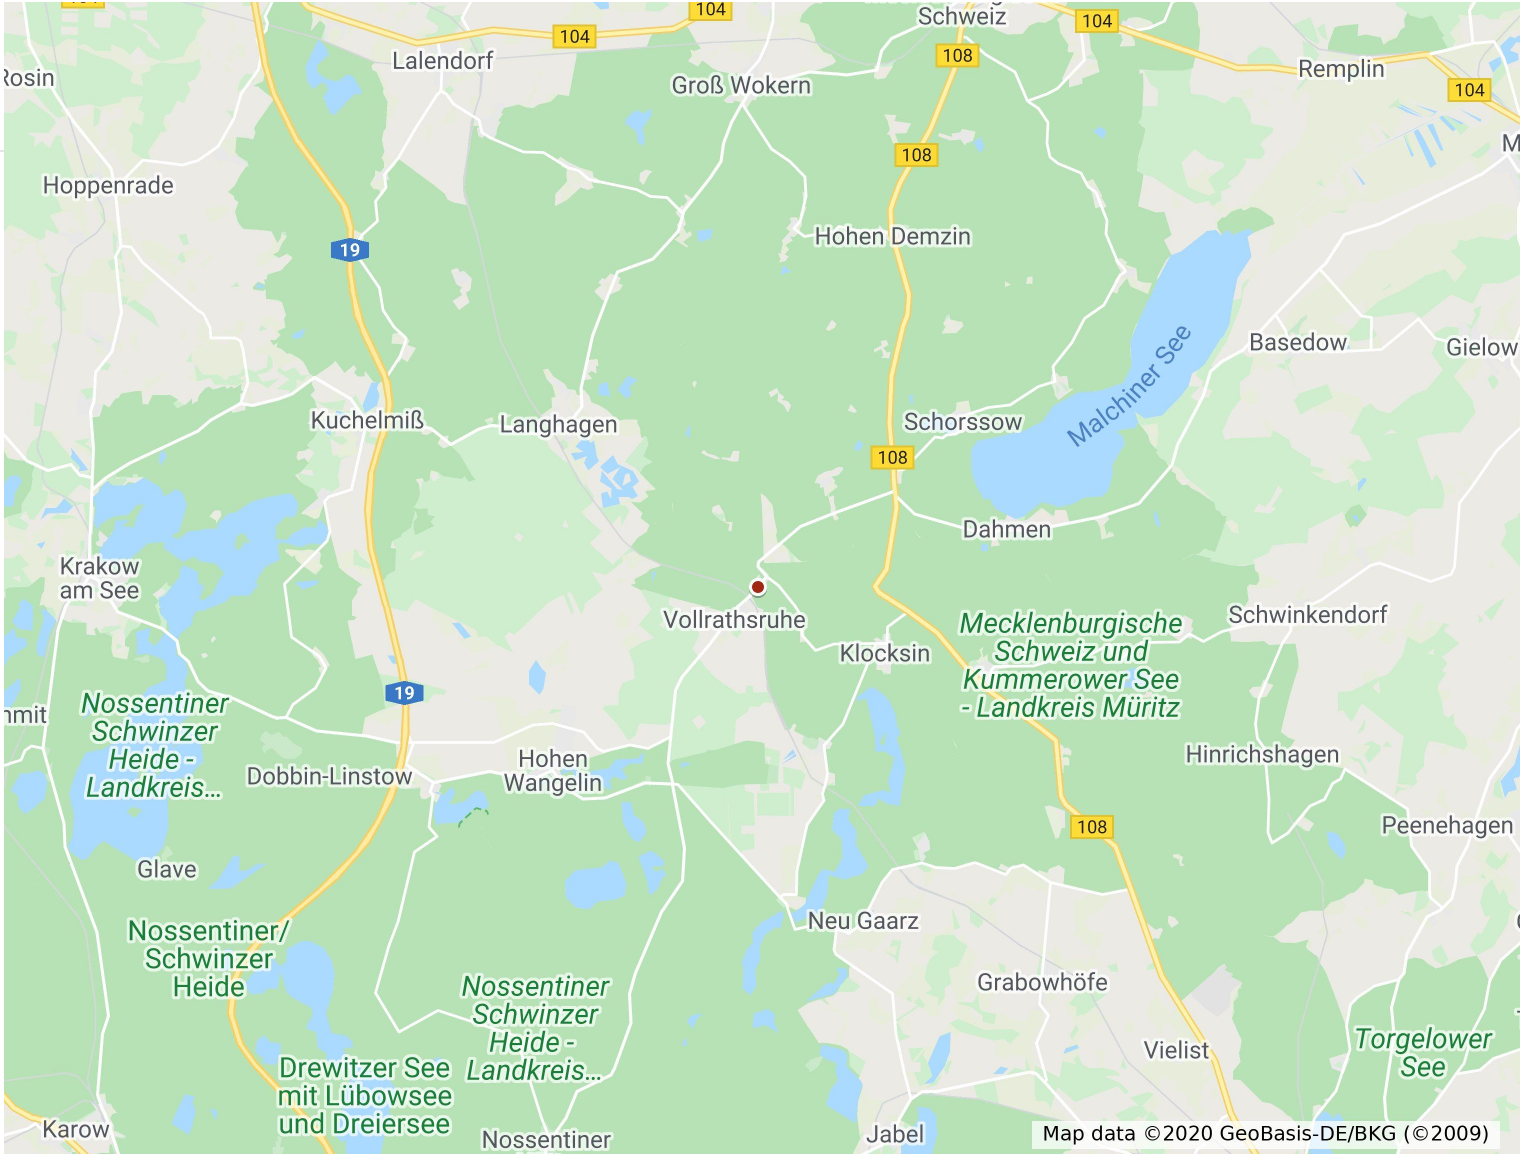 104
104
104
Schweiz
108
Lalendorf
Remplin
Rosin
Groß Wokern
104
108
Hoppenrade
Hohen Demzin
19
Malchiner See
Basedow
Gielow
Kuchelmiß
Langhagen
Schorssow
108
Dahmen
Krakow
am See
Vollrathsruhe
Schwinkendorf
Mecklenburgische
Schweiz und
Kummerower See
- Landkreis Müritz
Klocksin
19
Nossentiner
Schwinzer
Heide -
Landkreis...
nmit
Hohen
Wangelin
Hinrichshagen
Dobbin-Linstow
108
Peenehagen
Glave
Neu Gaarz
Nossentiner/
Schwinzer
Heide
Nossentiner
Schwinzer
Heide -
Landkreis...
Grabowhöfe
Vielist
Torgelower
See
Drewitzer See
mit Lübowsee
und Dreiersee
Karow
Nossentiner
Jabel
Map data ©2020 GeoBasis-DE/BKG (©2009)